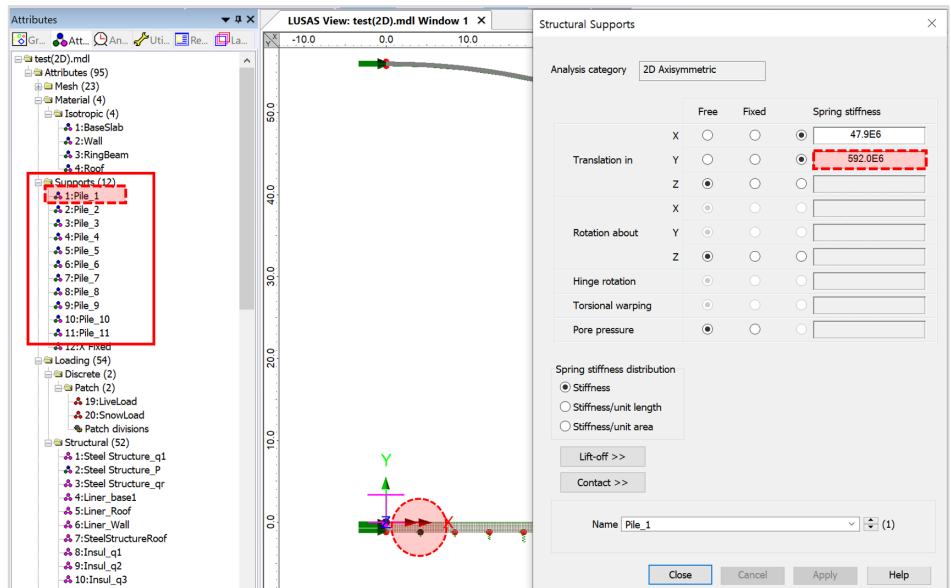 Attributes
Gr...
Att...
An...
Uti...
Re...
La...
test(2D).mdl
Attributes (95)
Mesh (23)
Material (4)
Isotropic (4)
1:BaseSlab
2:Wall
3:RingBeam
4:Roof
Supports (12)
1:Pile_1
2:Pile_2
3:Pile_3
4:Pile_4
5:Pile_5
6:Pile_6
7:Pile_7
8:Pile_8
9:Pile_9
10:Pile_10
11:Pile_11
12:X Fixed
Loading (54)
Discrete (2)
Patch (2)
19:LiveLoad
20:SnowLoad
Patch divisions
Structural (52)
1:Steel Structure_q1
2:Steel Structure_P
3:Steel Structure_qr
4:Liner_base1
5:Liner_Roof
6:Liner_Wall
7:SteelStructureRoof
8:Insul_q1
9:Insul_q2
10:Insul_q3
LUSAS View: test(2D).mdl Window 1
X
Y
-10.0 0.0 10.0
50.0
40.0
30.0
20.0
10.0
0.0
Y
Z
X
Structural Supports
Analysis category 2D Axisymmetric
Free Fixed Spring stiffness
X 47.9E6
Translation in Y 592.0E6
Z
X
Rotation about Y
Z
Hinge rotation
Torsional warping
Pore pressure
Spring stiffness distribution
Stiffness
Stiffness/unit length
Stiffness/unit area
Lift-off >>
Contact >>
Name Pile_1 (1)
Close Cancel Apply Help